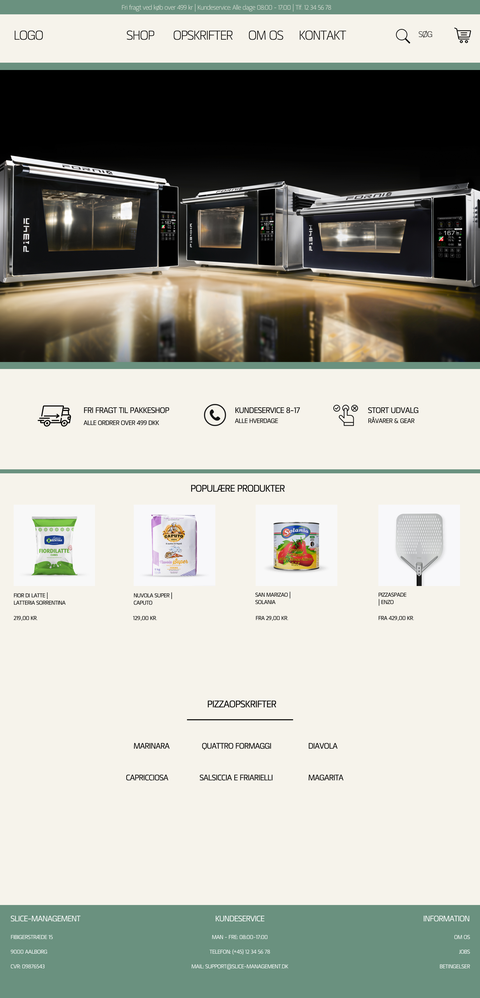 Fri fragt ved køb over 499 kr. | Kundeservice Alle dage 08:00 - 17:00 | Tlf. 12 34 56 78
LOGO
SHOP OPSKRIFTER OM OS KONTAKT
SØG
FORNIS
FORNIS
FORNIS
FRI FRAGT TIL PAKKESHOP
ALLE ORDRER OVER 499 DKK
KUNDESERVICE 8-17
ALLE HVERDAGE
STORT UDVALG
RÅVARER & GEAR
POPULÆRE PRODUKTER
FIORDILATTE
CAPUTO
Super
Solania
FIOR DI LATTE |
LATTERIA SORRENTINA
219,00 KR.
NUVOLA SUPER |
CAPUTO
129,00 KR.
SAN MARIZAO |
SOLANIA
FRA 29,00 KR.
PIZZASPADE
| ENZO
FRA 429,00 KR.
PIZZAOPSKRIFTER
MARINARA QUATTRO FORMAGGI DIAVOLA
CAPRICCIOSA SALSICCIA E FRIARIELLI MAGARITA
SLICE-MANAGEMENT
FIBIGERSTRÆDE 15
9000 AALBORG
CVR: 09876543
KUNDESERVICE
MAN - FRE: 08:00-17:00
TELEFON: (+45) 12 34 56 78
MAIL: SUPPORT@SLICE-MANAGEMENT.DK
INFORMATION
OM OS
JOBS
BETINGELSER